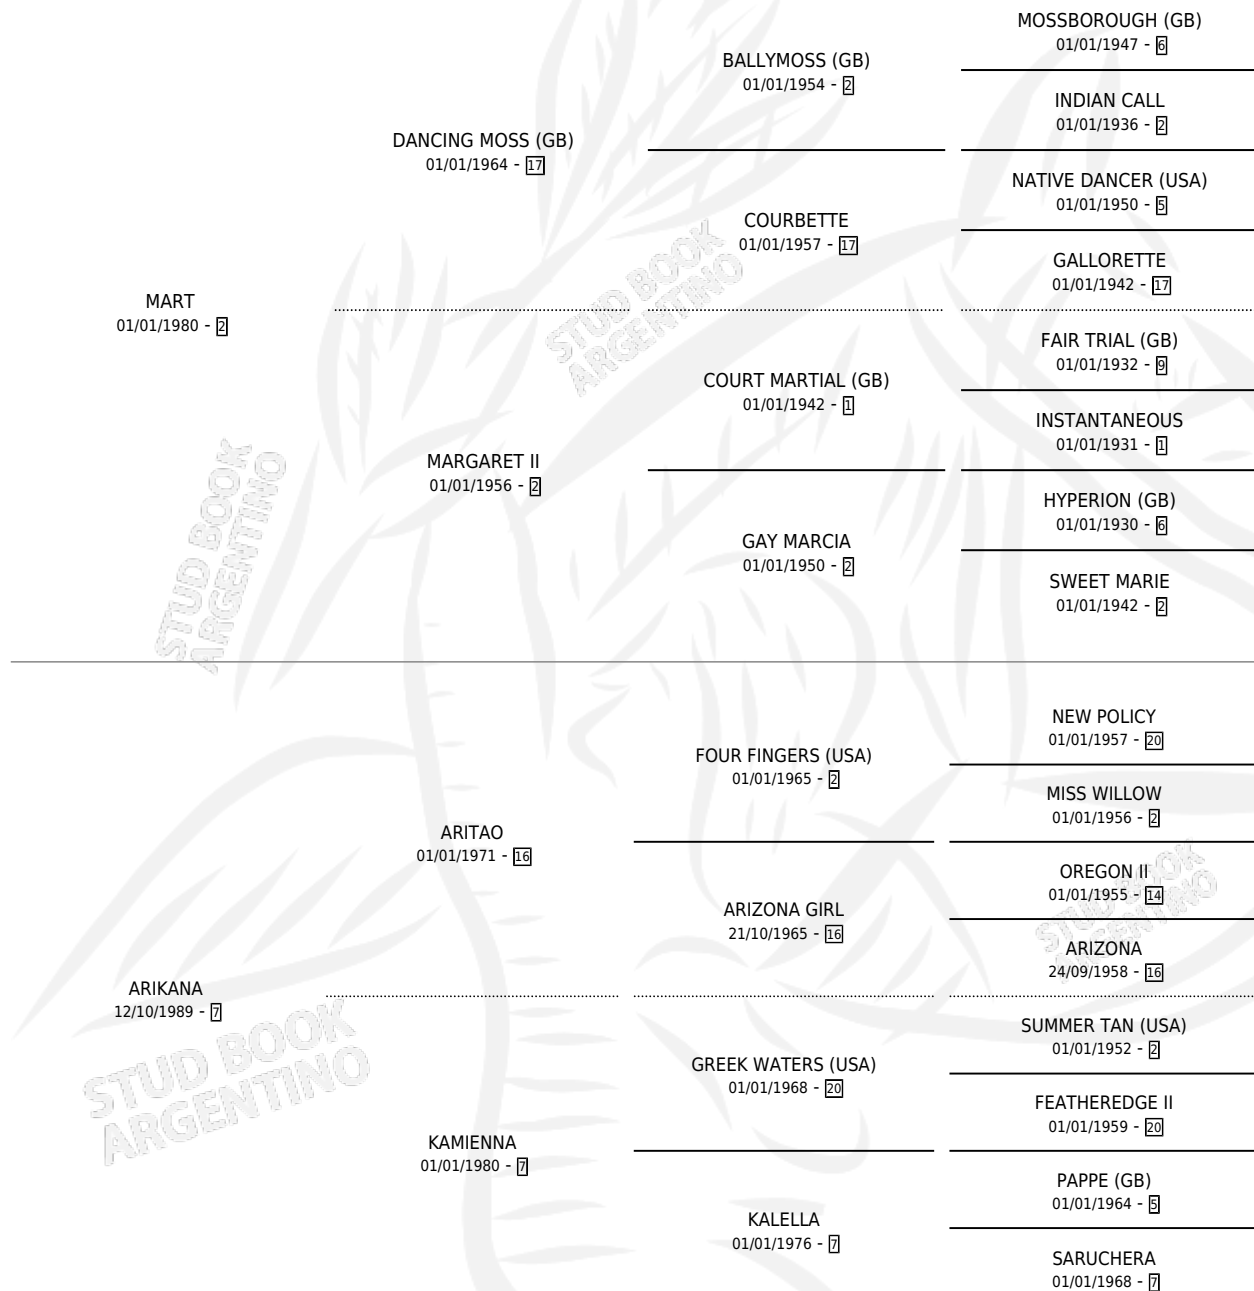 MOSSBOROUGH (GB)
01/01/1947 - 6
BALLYMOSS (GB)
01/01/1954 - 2
INDIAN CALL
01/01/1936 - 2
DANCING MOSS (GB)
01/01/1964 - 17
NATIVE DANCER (USA)
01/01/1950 - 5
COURBETTE
01/01/1957 - 17
GALLORETTE
01/01/1942 - 17
MART
01/01/1980 - 2
FAIR TRIAL (GB)
01/01/1932 - 9
COURT MARTIAL (GB)
01/01/1942 - 1
INSTANTANEOUS
01/01/1931 - 1
MARGARET II
01/01/1956 - 2
HYPERION (GB)
01/01/1930 - 6
GAY MARCIA
01/01/1950 - 2
SWEET MARIE
01/01/1942 - 2
NEW POLICY
01/01/1957 - 20
FOUR FINGERS (USA)
01/01/1965 - 2
MISS WILLOW
01/01/1956 - 2
ARITAO
01/01/1971 - 16
OREGON II
01/01/1955 - 14
ARIZONA GIRL
21/10/1965 - 16
ARIZONA
24/09/1958 - 16
ARIKANA
12/10/1989 - 7
SUMMER TAN (USA)
01/01/1952 - 2
GREEK WATERS (USA)
01/01/1968 - 20
FEATHEREDGE II
01/01/1959 - 20
KAMIENNA
01/01/1980 - 7
PAPPE (GB)
01/01/1964 - 5
KALELLA
01/01/1976 - 7
SARUCHERA
01/01/1968 - 7
STUD BOOK
ARGENTINO
STUD BOOK
ARGENTINO
STUD BOOK
ARGENTINO
STUD BOOK
ARGENTINO